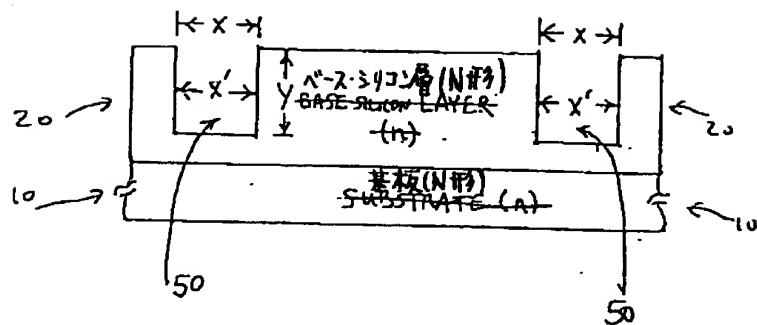 X
X
X'
Y
ベース・シリコン層(N形)
BASE SILICON LAYER
(n)
X'
20
20
基板(N形)
SUBSTRATE (n)
10
10
50
50